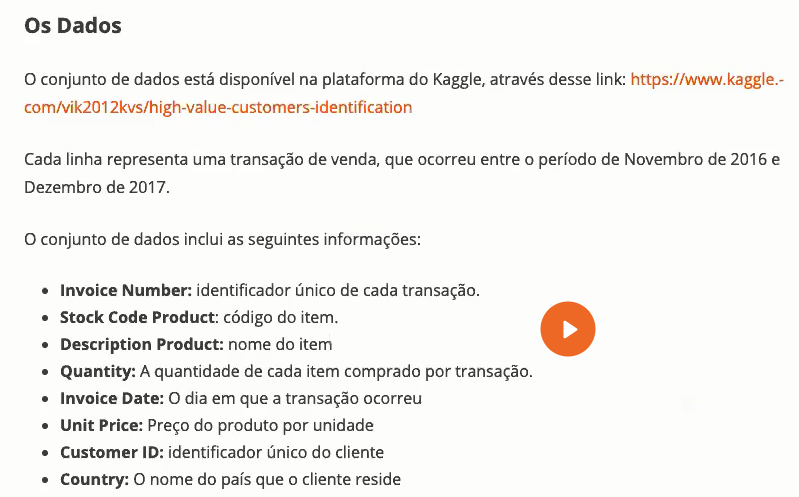 Os Dados
O conjunto de dados está disponível na plataforma do Kaggle, através desse link: https://www.kaggle.-
com/vik2012kvs/high-value-customers-identification
Cada linha representa uma transação de venda, que ocorreu entre o período de Novembro de 2016 e
Dezembro de 2017.
O conjunto de dados inclui as seguintes informações:
• Invoice Number: identificador único de cada transação.
• Stock Code Product: código do item.
• Description Product: nome do item
• Quantity: A quantidade de cada item comprado por transação.
• Invoice Date: O dia em que a transação ocorreu
• Unit Price: Preço do produto por unidade
• Customer ID: identificador único do cliente
• Country: O nome do país que o cliente reside